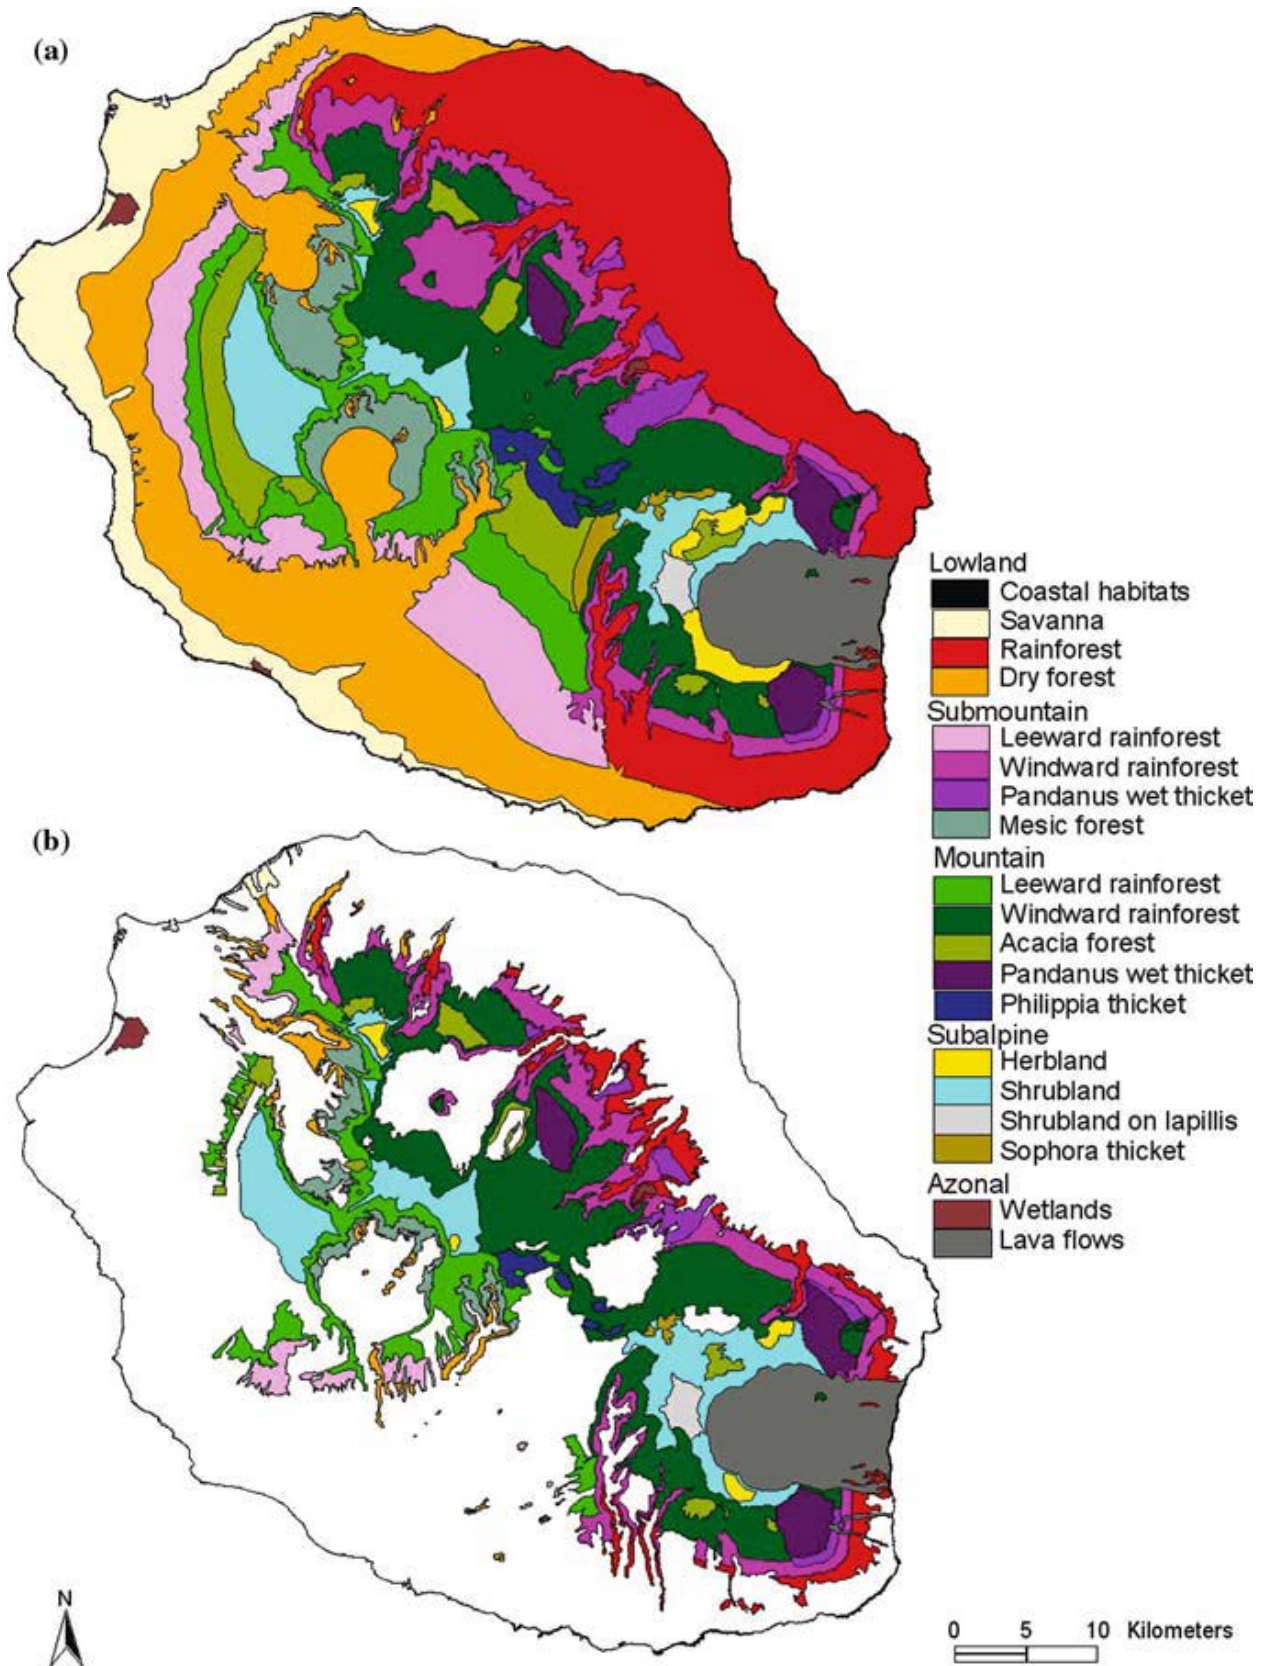 (a)
Lowland
Coastal habitats
Savanna
Rainforest
Dry forest
Submountain
Leeward rainforest
Windward rainforest
Pandanus wet thicket
Mesic forest
(b)
Mountain
Leeward rainforest
Windward rainforest
Acacia forest
Pandanus wet thicket
Philippia thicket
Subalpine
Herbland
Shrubland
Shrubland on lapillis
Sophora thicket
Azonal
Wetlands
Lava flows
N
0 5 10 Kilometers